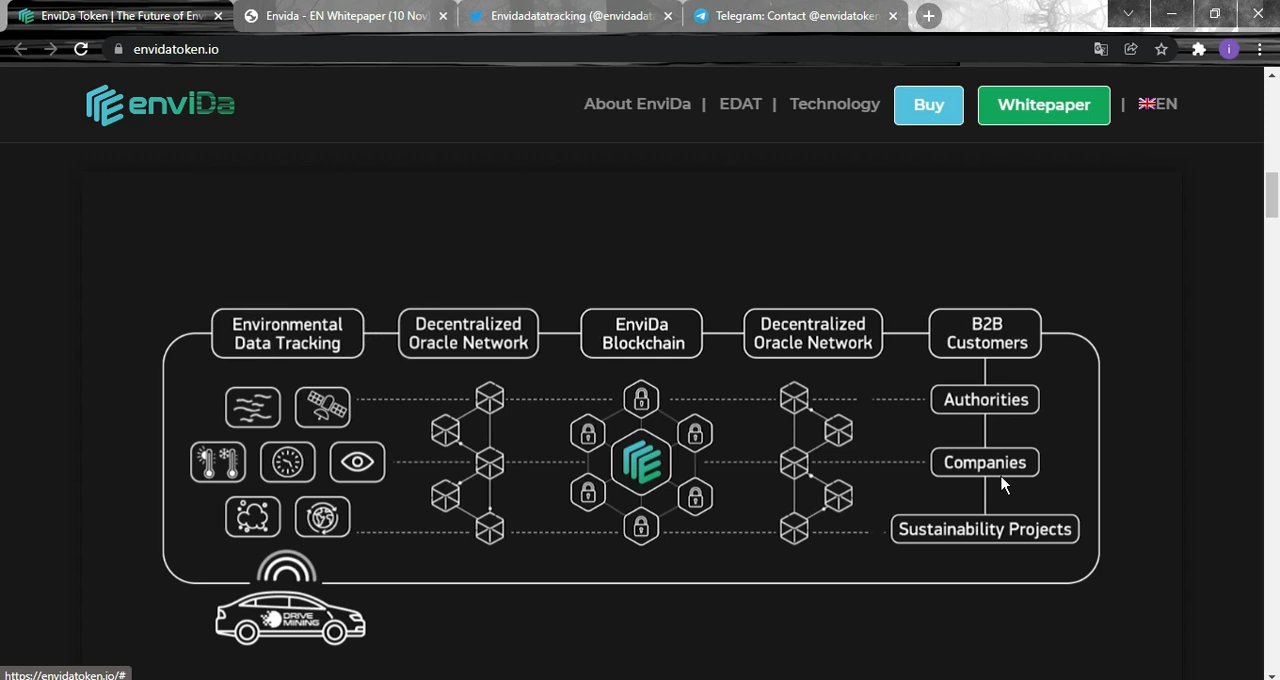 EnviDa Token | The Future of Env
Envida - EN Whitepaper (10 Nov
Envidadatatracking (@envidadat
Telegram: Contact @envidatoken
envidatoken.io
i
enviDa
About EnviDa | EDAT | Technology
Buy
Whitepaper
| EN
Environmental
Data Tracking
Decentralized
Oracle Network
EnviDa
Blockchain
Decentralized
Oracle Network
B2B
Customers
Authorities
Companies
Sustainability Projects
DRIVE
MINING
https://envidatoken.io/#